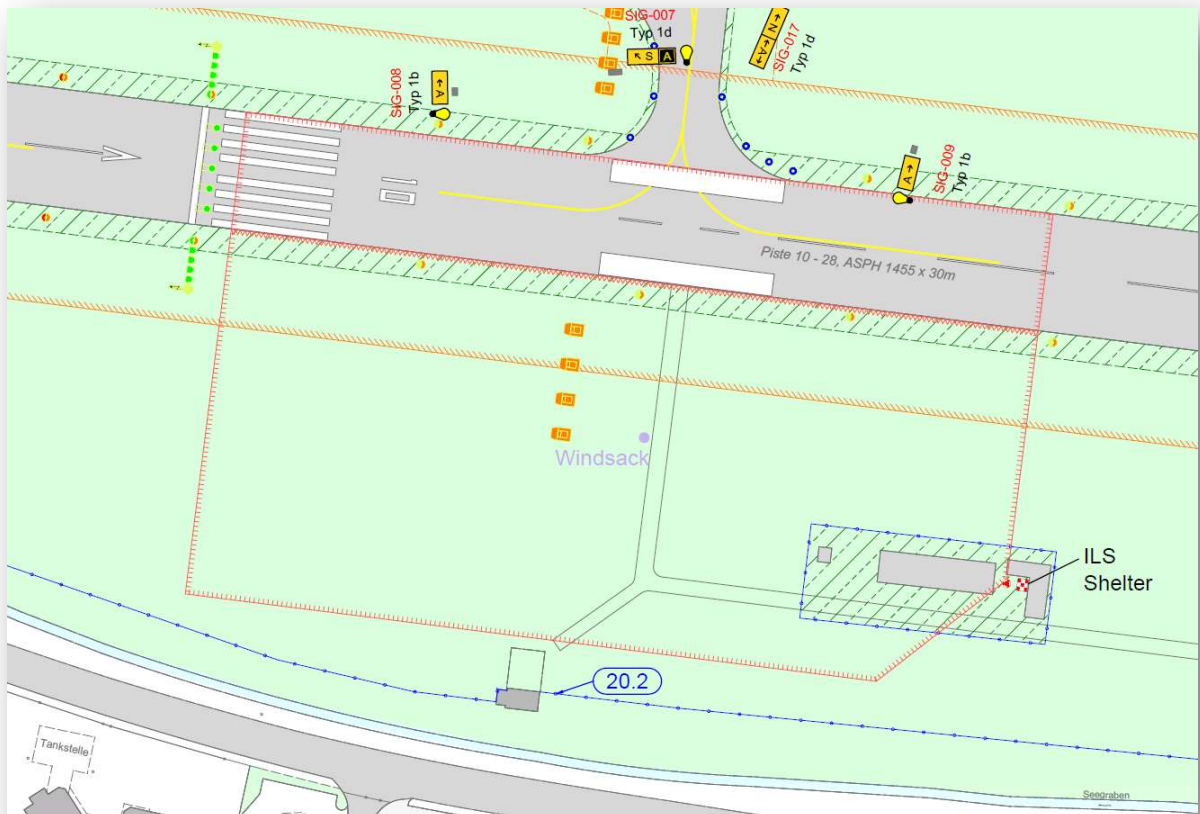 SIG-007
Typ 1d
↖ S A
←N ←A→
SIG-017
Typ 1d
SIG-008
Typ 1b
←A
A→
SIG-009
Typ 1b
Piste 10 - 28, ASPH 1455 x 30m
Windsack
ILS
Shelter
20.2
Tankstelle
Seegraben